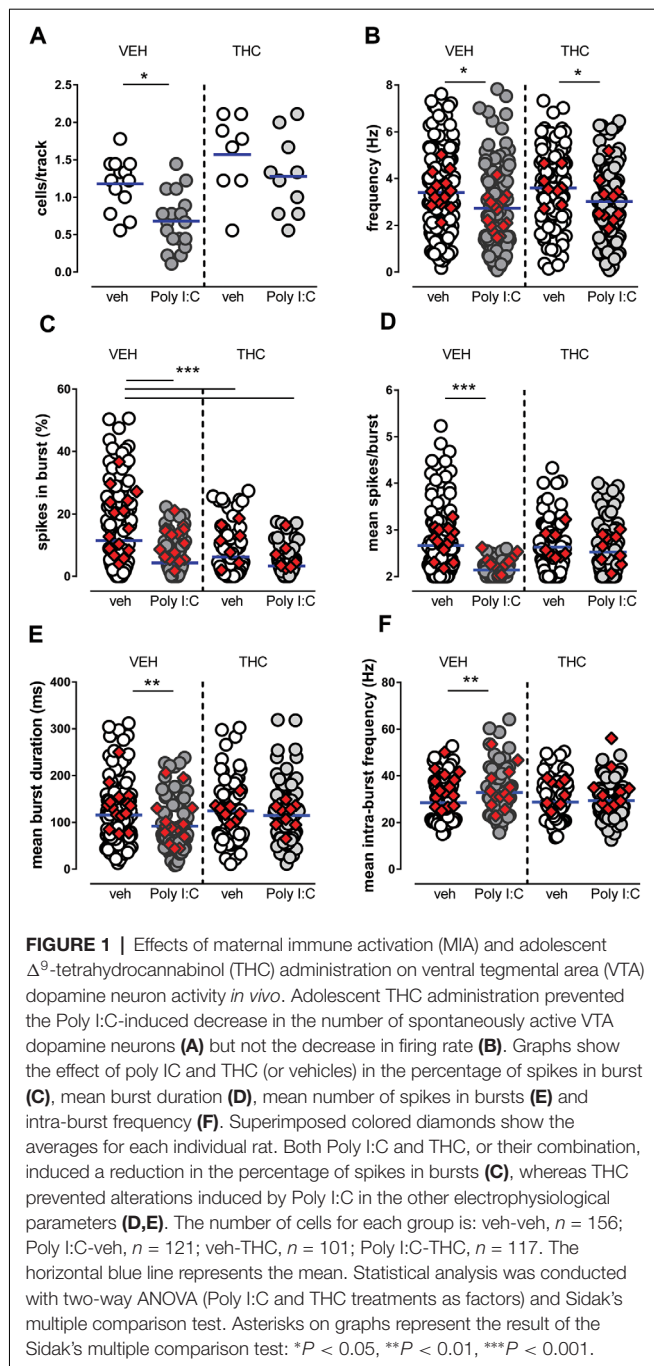 A
VEH THC
*
2.5
2.0
1.5
1.0
0.5
0.0
cells/track
veh Poly I:C veh Poly I:C
B
VEH THC
* *
8
6
4
2
0
frequency (Hz)
veh Poly I:C veh Poly I:C
C
VEH THC
***
60
40
20
0
spikes in burst (%)
veh Poly I:C veh Poly I:C
D
VEH THC
***
6
5
4
3
2
mean spikes/burst
veh Poly I:C veh Poly I:C
E
VEH THC
**
400
300
200
100
0
mean burst duration (ms)
veh Poly I:C veh Poly I:C
F
VEH THC
**
80
60
40
20
0
mean intra-burst frequency (Hz)
veh Poly I:C veh Poly I:C
FIGURE 1 | Effects of maternal immune activation (MIA) and adolescent
Δ⁹-tetrahydrocannabinol (THC) administration on ventral tegmental area (VTA)
dopamine neuron activity in vivo. Adolescent THC administration prevented
the Poly I:C-induced decrease in the number of spontaneously active VTA
dopamine neurons (A) but not the decrease in firing rate (B). Graphs show
the effect of poly IC and THC (or vehicles) in the percentage of spikes in burst
(C), mean burst duration (D), mean number of spikes in bursts (E) and
intra-burst frequency (F). Superimposed colored diamonds show the
averages for each individual rat. Both Poly I:C and THC, or their combination,
induced a reduction in the percentage of spikes in bursts (C), whereas THC
prevented alterations induced by Poly I:C in the other electrophysiological
parameters (D,E). The number of cells for each group is: veh-veh, n = 156;
Poly I:C-veh, n = 121; veh-THC, n = 101; Poly I:C-THC, n = 117. The
horizontal blue line represents the mean. Statistical analysis was conducted
with two-way ANOVA (Poly I:C and THC treatments as factors) and Sidak's
multiple comparison test. Asterisks on graphs represent the result of the
Sidak's multiple comparison test: *P < 0.05, **P < 0.01, ***P < 0.001.